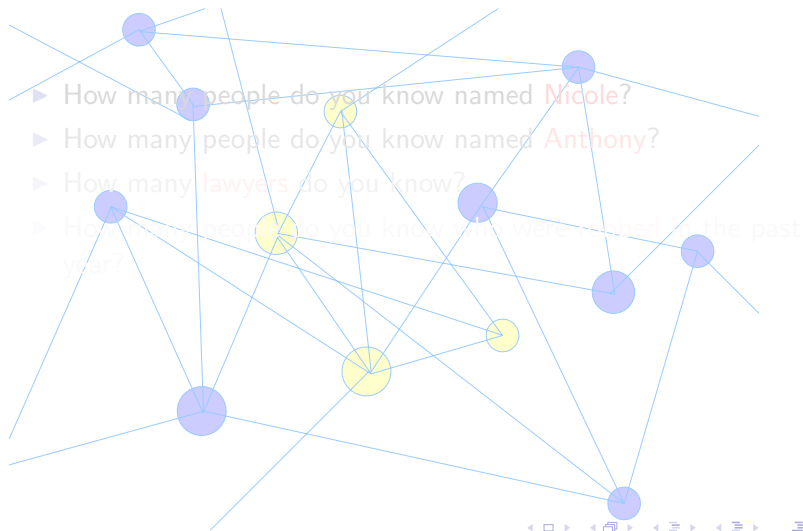 How many people do you know named Nicole?
How many people do you know named Anthony?
How many lawyers do you know?
How many people do you know who were robbed in the past
year?